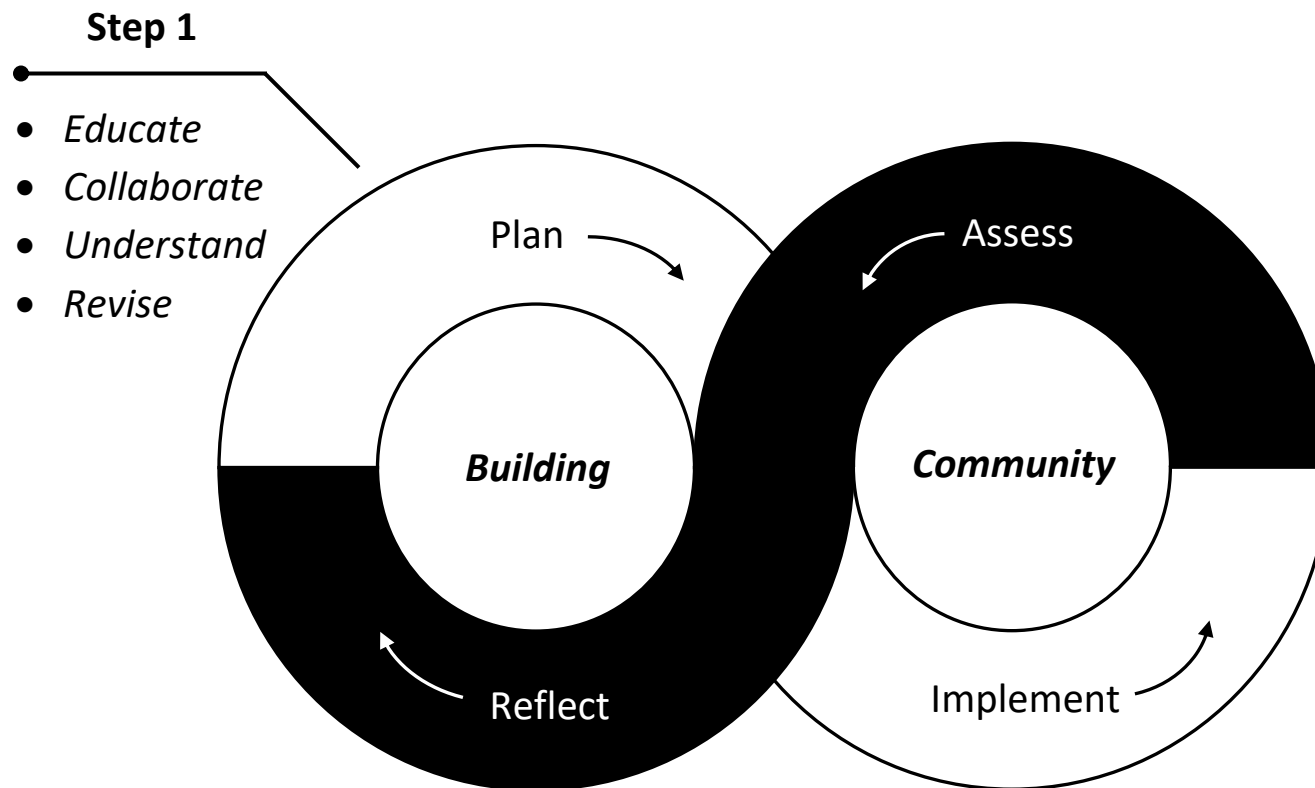 Step 1
• Educate
• Collaborate
• Understand
• Revise
Plan
Assess
Building
Community
Reflect
Implement